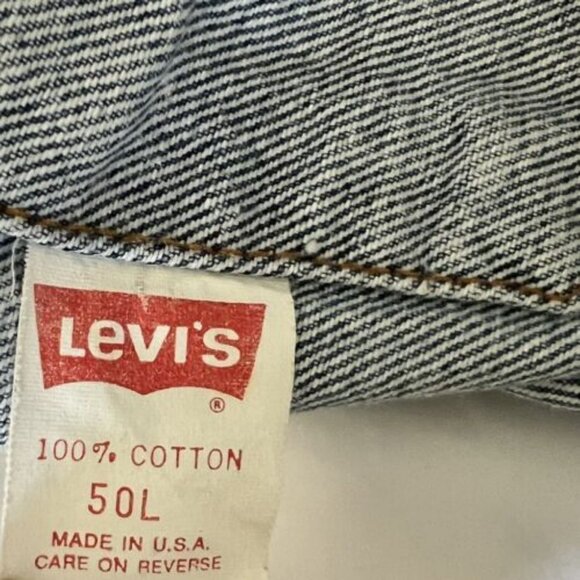 Levi's
®
100% COTTON
50L
MADE IN U.S.A.
CARE ON REVERSE